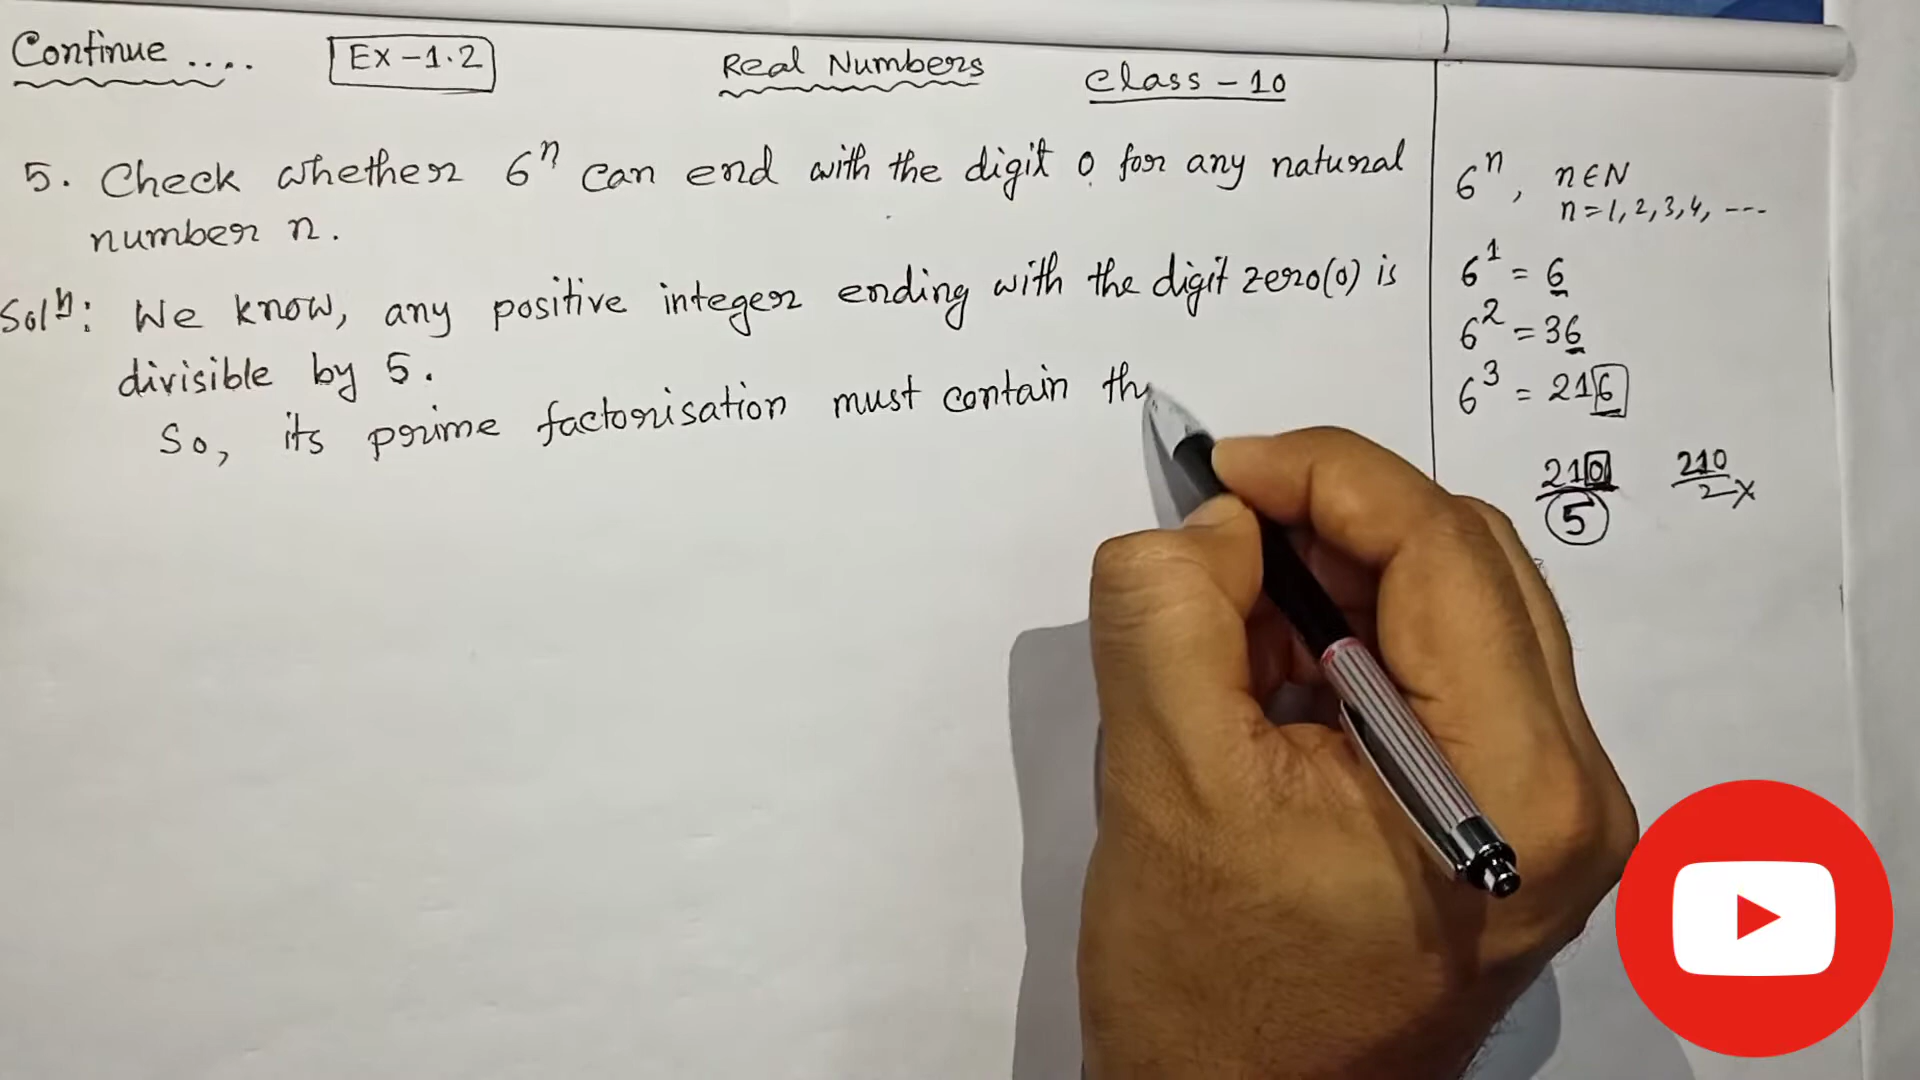 Continue .... Ex-1.2 Real Numbers Class - 10
5. Check whether 6ⁿ can end with the digit 0 for any natural
number n.
Solⁿ: We know, any positive integer ending with the digit zero(0) is
divisible by 5.
So, its prime factorisation must contain th
6ⁿ, n∈N
n=1,2,3,4, ---
6¹ = 6
6² = 36
6³ = 216
210/5 210/2 ×